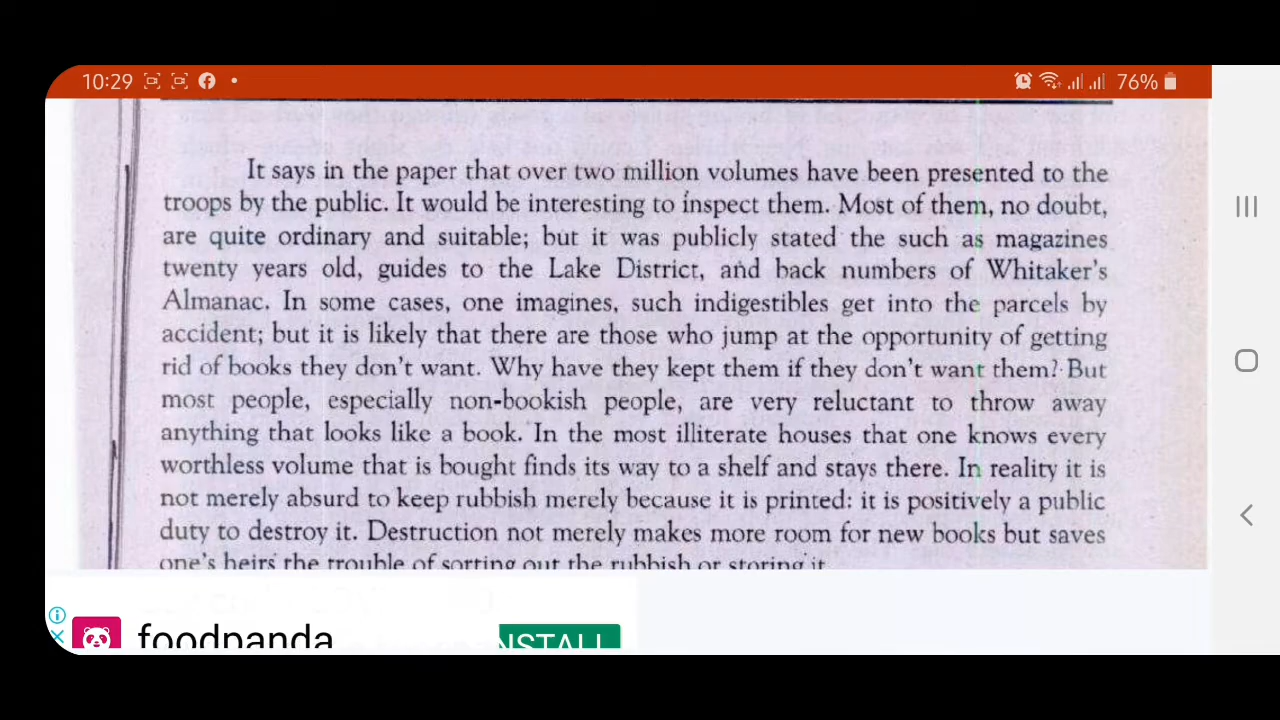 10:29
76%
It says in the paper that over two million volumes have been presented to the
troops by the public. It would be interesting to inspect them. Most of them, no doubt,
are quite ordinary and suitable; but it was publicly stated the such as magazines
twenty years old, guides to the Lake District, and back numbers of Whitaker's
Almanac. In some cases, one imagines, such indigestibles get into the parcels by
accident; but it is likely that there are those who jump at the opportunity of getting
rid of books they don't want. Why have they kept them if they don't want them? But
most people, especially non-bookish people, are very reluctant to throw away
anything that looks like a book. In the most illiterate houses that one knows every
worthless volume that is bought finds its way to a shelf and stays there. In reality it is
not merely absurd to keep rubbish merely because it is printed: it is positively a public
duty to destroy it. Destruction not merely makes more room for new books but saves
one's heirs the trouble of sorting out the rubbish or storing it.
foodpanda
INSTALL